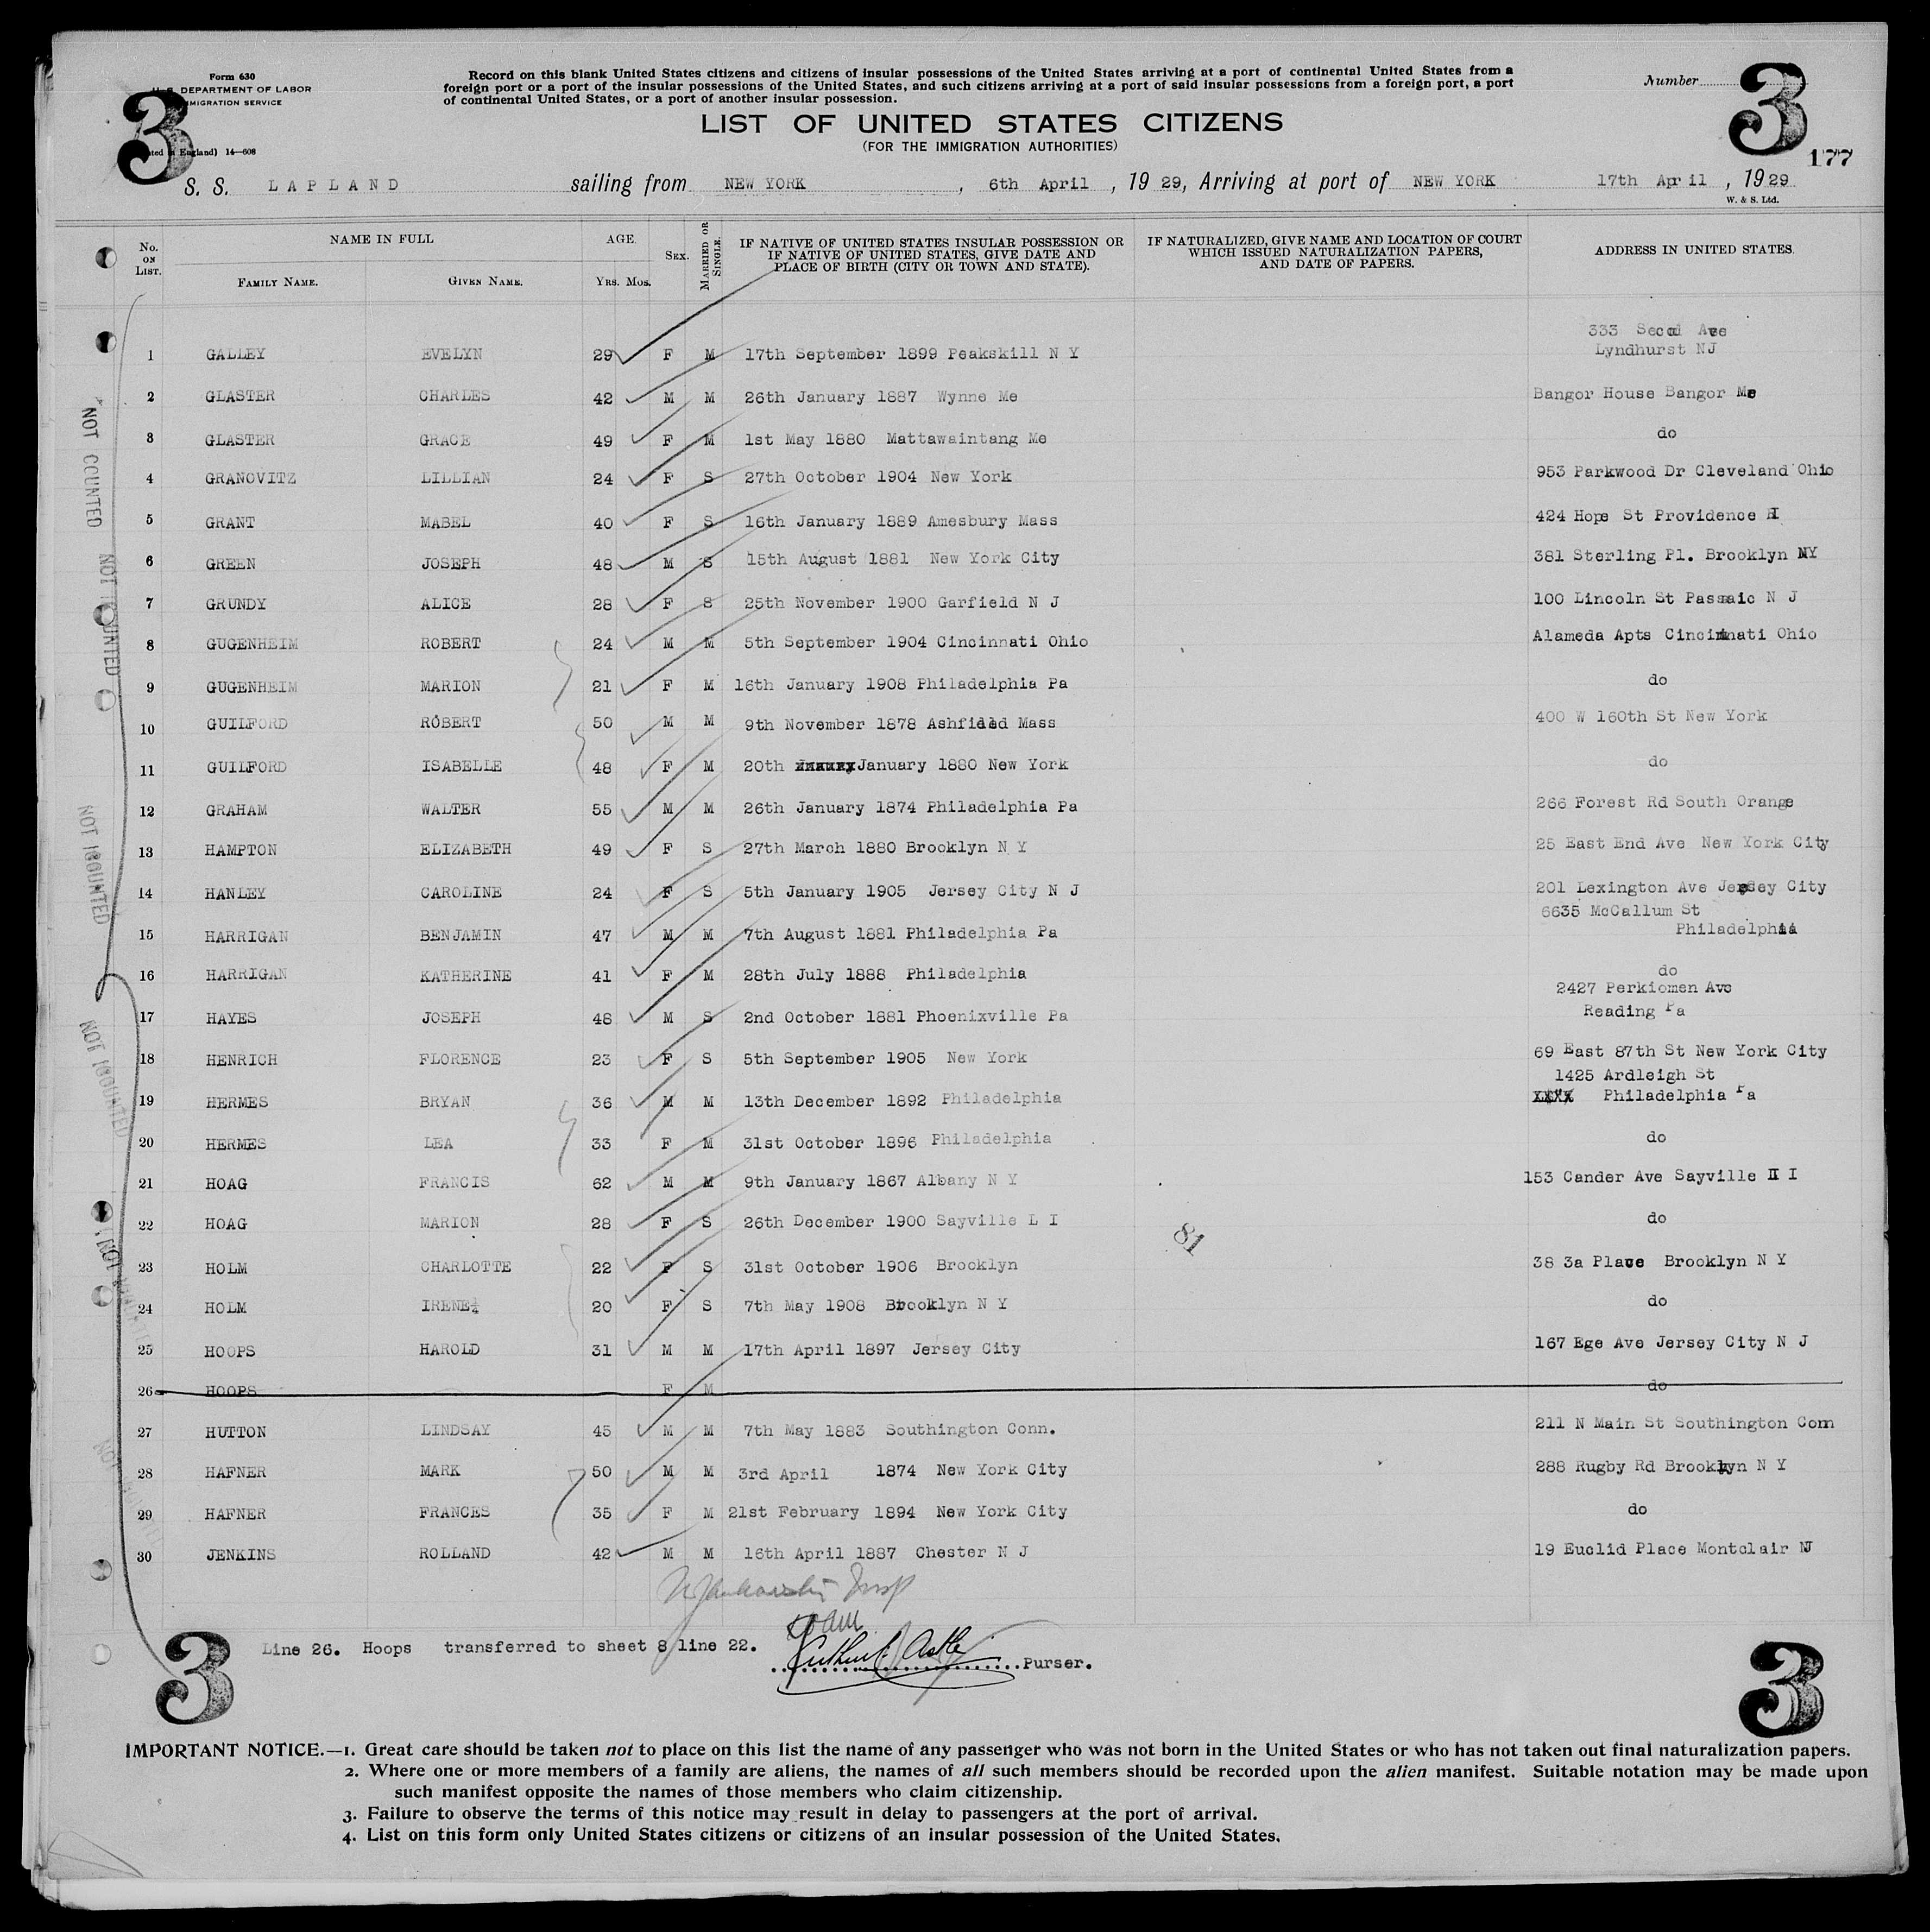 Form 630
U. S. DEPARTMENT OF LABOR
IMMIGRATION SERVICE
(Printed in England) 14—608
3
Record on this blank United States citizens and citizens of insular possessions of the United States arriving at a port of continental United States from a
foreign port or a port of the insular possessions of the United States, and such citizens arriving at a port of said insular possessions from a foreign port, a port
of continental United States, or a port of another insular possession.
Number
3
177
LIST OF UNITED STATES CITIZENS
(FOR THE IMMIGRATION AUTHORITIES)
S. S. LAPLAND sailing from NEW YORK, 6th April, 1929, Arriving at port of NEW YORK 17th April, 1929
W. & S. Ltd.
No. ON LIST. NAME IN FULL FAMILY NAME. GIVEN NAME. AGE. YRS. MOS. SEX. MARRIED OR SINGLE. IF NATIVE OF UNITED STATES INSULAR POSSESSION OR IF NATIVE OF UNITED STATES, GIVE DATE AND PLACE OF BIRTH (CITY OR TOWN AND STATE). IF NATURALIZED, GIVE NAME AND LOCATION OF COURT WHICH ISSUED NATURALIZATION PAPERS, AND DATE OF PAPERS. ADDRESS IN UNITED STATES.
1 GALLEY EVELYN 29 F M 17th September 1899 Peakskill N Y 333 Ave Lyndhurst NJ
2 GLASTER CHARLES 42 M M 26th January 1887 Wynne Me Bangor House Bangor Me
3 GLASTER GRACE 49 F M 1st May 1880 Mattawaintang Me do
4 GRANOVITZ LILLIAN 24 F S 27th October 1904 New York 953 Parkwood Dr Cleveland Ohio
5 GRANT MABEL 40 F S 16th January 1889 Amesbury Mass 424 Hope St Providence RI
6 GREEN JOSEPH 48 M S 15th August 1881 New York City 381 Sterling Pl. Brooklyn NY
7 GRUNDY ALICE 28 F S 25th November 1900 Garfield N J 100 Lincoln St Passaic N J
8 GUGENHEIM ROBERT 24 M M 5th September 1904 Cincinnati Ohio Alameda Apts Cincinnati Ohio
9 GUGENHEIM MARION 21 F M 16th January 1908 Philadelphia Pa do
10 GUILFORD ROBERT 50 M M 9th November 1878 Ashfield Mass 400 W 160th St New York
11 GUILFORD ISABELLE 48 F M 20th January 1880 New York do
12 GRAHAM WALTER 55 M M 26th January 1874 Philadelphia Pa 266 Forest Rd South Orange
13 HAMPTON ELIZABETH 49 F S 27th March 1880 Brooklyn N Y 25 East End Ave New York City
14 HANLEY CAROLINE 24 F S 5th January 1905 Jersey City N J 201 Lexington Ave Jersey City
15 HARRIGAN BENJAMIN 47 M M 7th August 1881 Philadelphia Pa 6635 McCallum St Philadelphia
16 HARRIGAN KATHERINE 41 F M 28th July 1888 Philadelphia do
17 HAYES JOSEPH 48 M S 2nd October 1881 Phoenixville Pa 2427 Perkiomen Ave Reading Pa
18 HENRICH FLORENCE 23 F S 5th September 1905 New York 69 East 87th St New York City
19 HERMES BRYAN 36 M M 13th December 1892 Philadelphia 1425 Ardleigh St Philadelphia Pa
20 HERMES LEA 33 F M 31st October 1896 Philadelphia do
21 HOAG FRANCIS 62 M M 9th January 1867 Albany N Y 153 Cander Ave Sayville I
22 HOAG MARION 28 F S 26th December 1900 Sayville L I do
81
23 HOLM CHARLOTTE 22 F S 31st October 1906 Brooklyn 38 3a Place Brooklyn N Y
24 HOLM IRENE 20 F S 7th May 1908 Brooklyn N Y do
25 HOOPS HAROLD 31 M M 17th April 1897 Jersey City 167 Ege Ave Jersey City N J
26 HOOPS F M do
27 HUTTON LINDSAY 45 M M 7th May 1883 Southington Conn. 211 N Main St Southington Conn
28 HAFNER MARK 50 M M 3rd April 1874 New York City 288 Rugby Rd Brooklyn N Y
29 HAFNER FRANCES 35 F M 21st February 1894 New York City do
30 JENKINS ROLLAND 42 M M 16th April 1887 Chester N J 19 Euclid Place Montclair NJ
NOT COUNTED
NOT COUNTED
NOT COUNTED
NOT COUNTED
Line 26. Hoops transferred to sheet 8 line 22.
Purser.
3
3
IMPORTANT NOTICE.—1. Great care should be taken not to place on this list the name of any passenger who was not born in the United States or who has not taken out final naturalization papers.
2. Where one or more members of a family are aliens, the names of all such members should be recorded upon the alien manifest. Suitable notation may be made upon
such manifest opposite the names of those members who claim citizenship.
3. Failure to observe the terms of this notice may result in delay to passengers at the port of arrival.
4. List on this form only United States citizens or citizens of an insular possession of the United States.